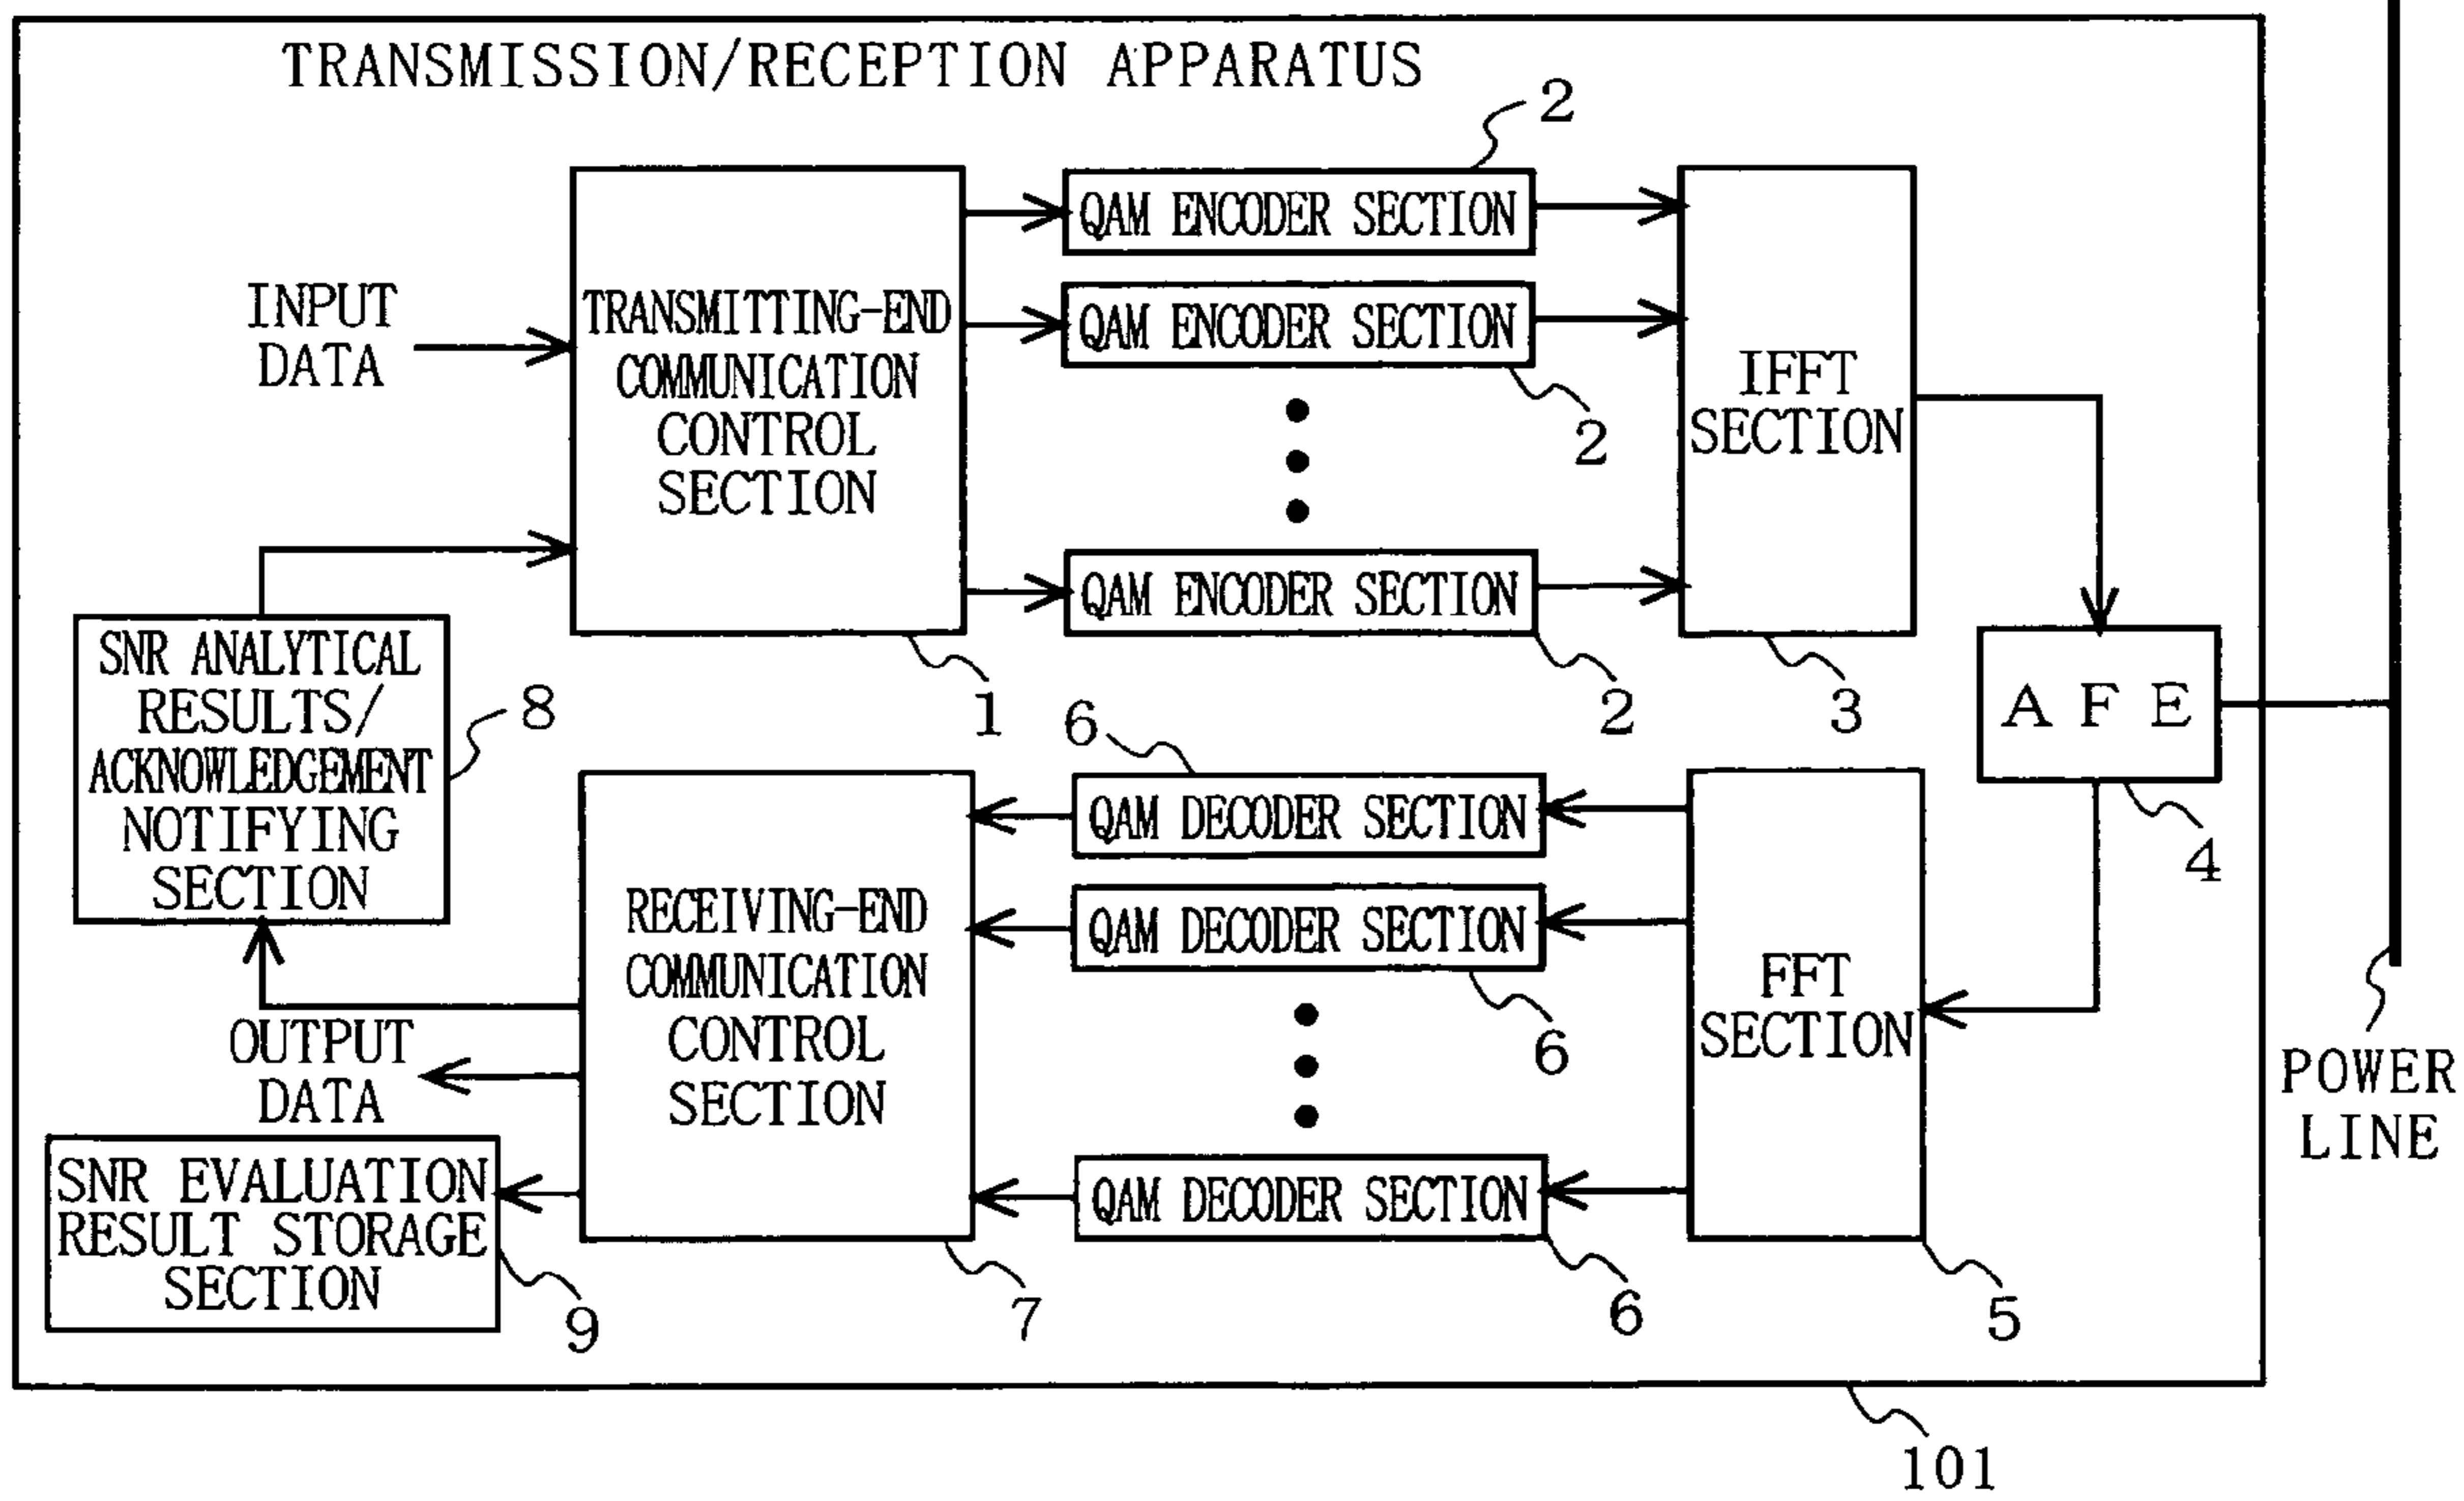 TRANSMISSION/RECEPTION APPARATUS
2
QAM ENCODER SECTION
INPUT
DATA
TRANSMITTING-END
COMMUNICATION
CONTROL
SECTION
QAM ENCODER SECTION
2
IFFT
SECTION
QAM ENCODER SECTION
SNR ANALYTICAL
RESULTS/
ACKNOWLEDGEMENT
NOTIFYING
SECTION
8
1
2
3
A F E
4
6
QAM DECODER SECTION
RECEIVING-END
COMMUNICATION
CONTROL
SECTION
QAM DECODER SECTION
6
FFT
SECTION
OUTPUT
DATA
POWER
LINE
SNR EVALUATION
RESULT STORAGE
SECTION
QAM DECODER SECTION
9
7
6
5
101